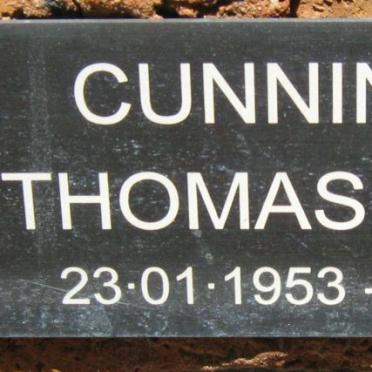 CUNNIN
THOMAS
23·01·1953 -